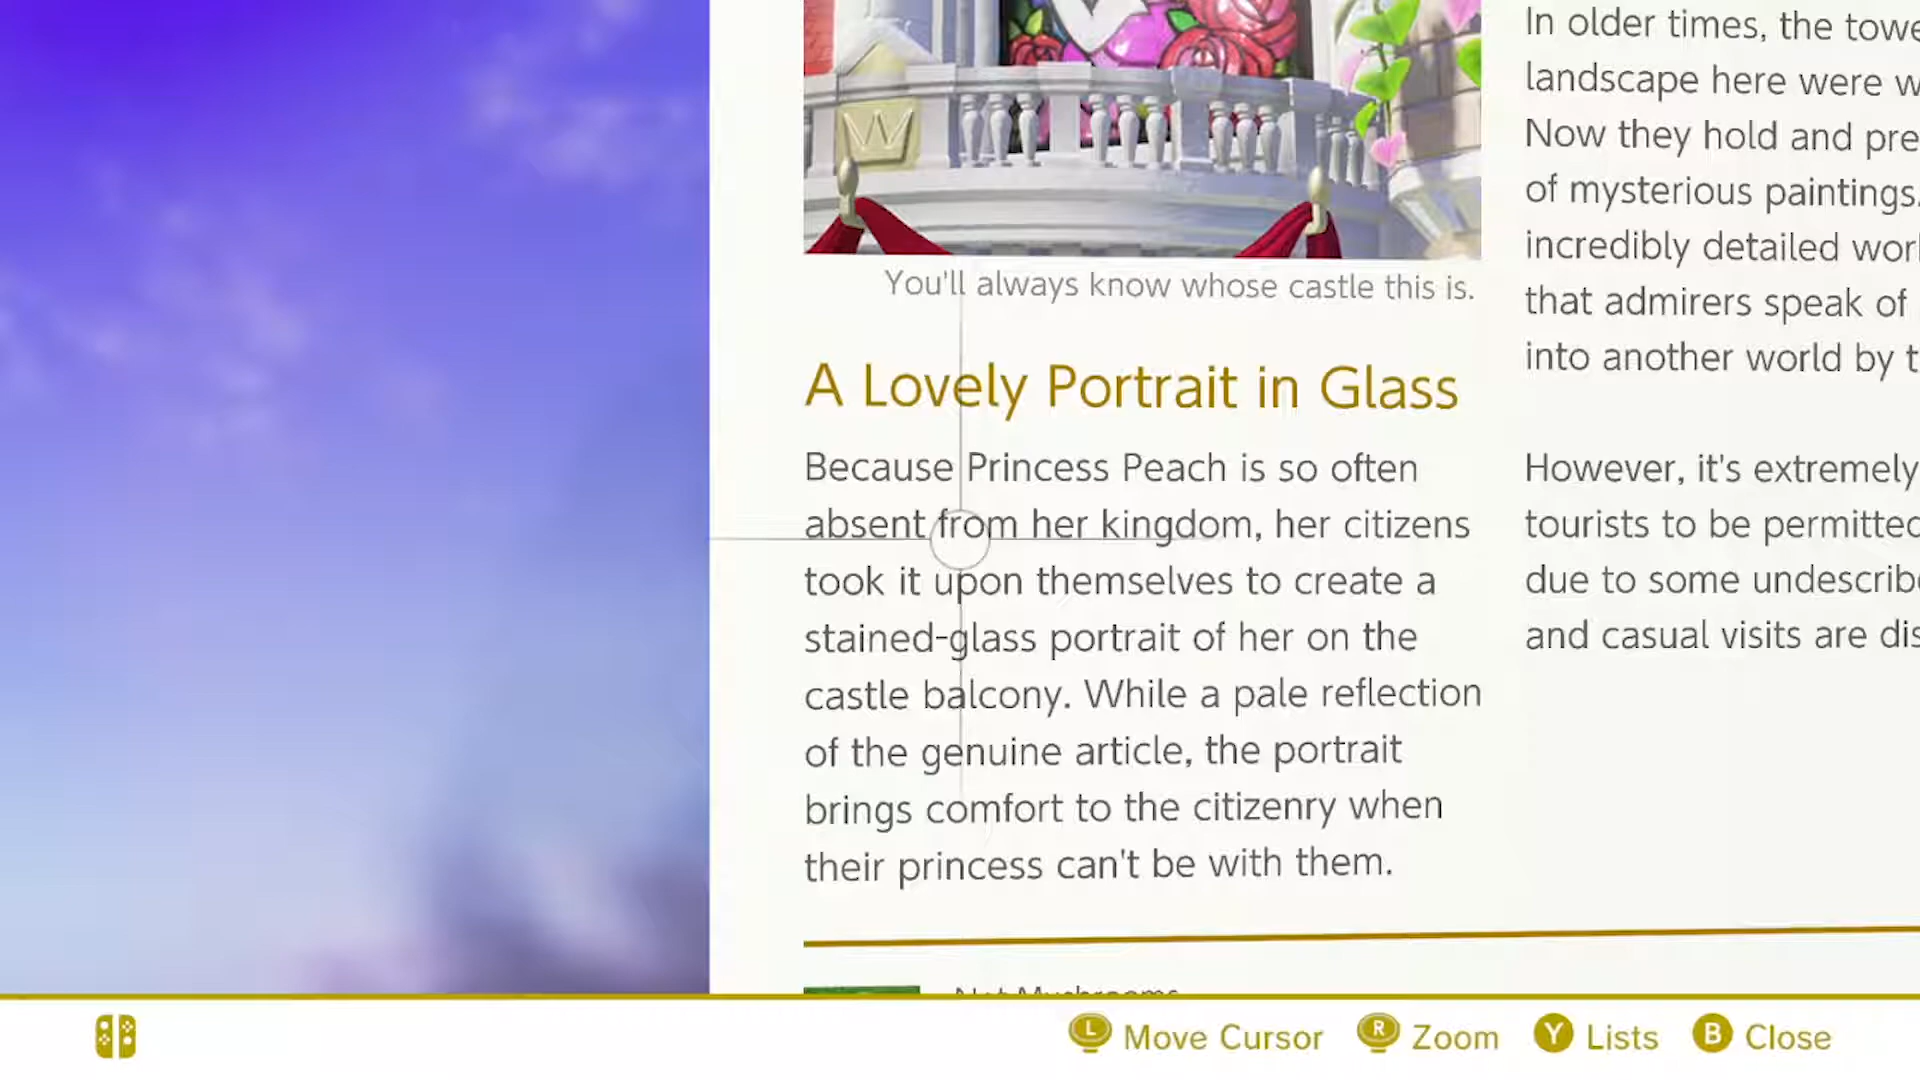 You'll always know whose castle this is.
A Lovely Portrait in Glass
Because Princess Peach is so often
absent from her kingdom, her citizens
took it upon themselves to create a
stained-glass portrait of her on the
castle balcony. While a pale reflection
of the genuine article, the portrait
brings comfort to the citizenry when
their princess can't be with them.
In older times, the towe
landscape here were w
Now they hold and pre
of mysterious paintings.
incredibly detailed worl
that admirers speak of
into another world by t
However, it's extremely
tourists to be permitted
due to some undescribe
and casual visits are dis
Not Mushrooms
L Move Cursor R Zoom Y Lists B Close